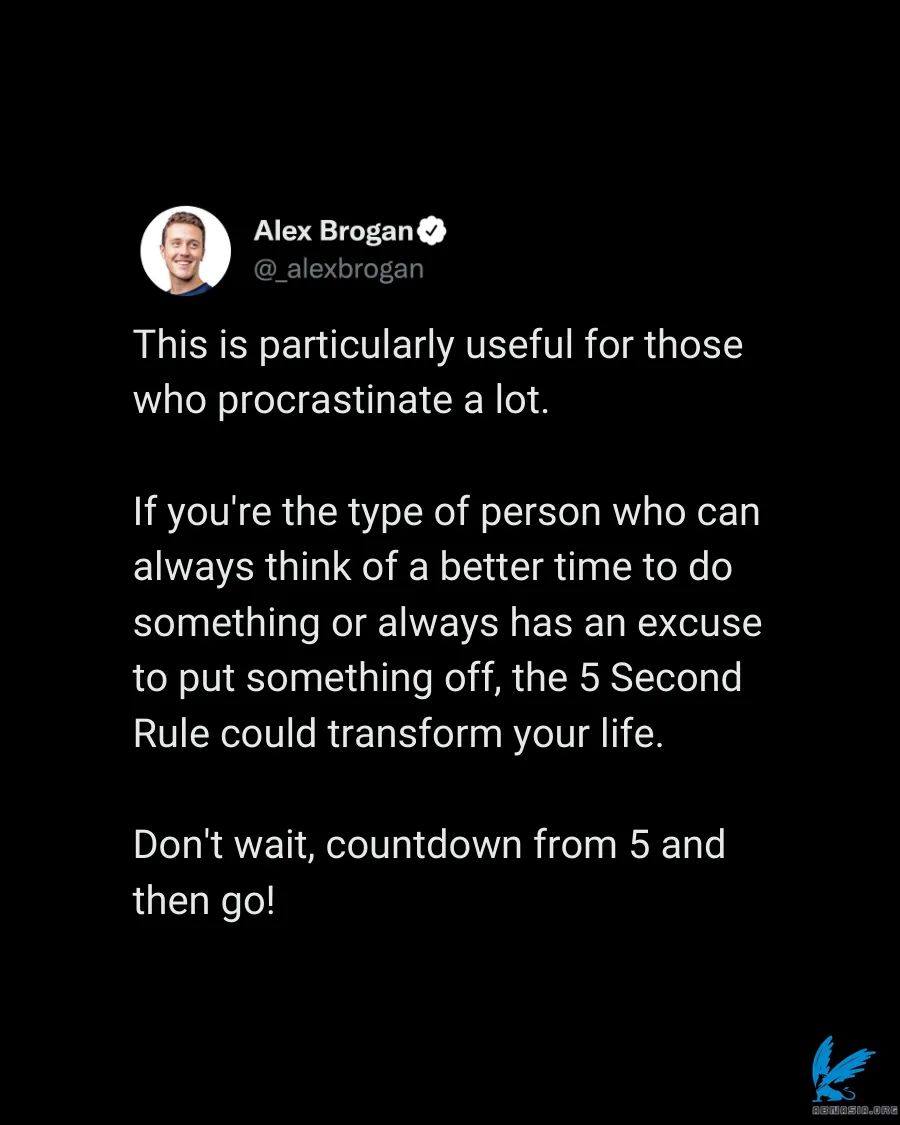 Alex Brogan
@_alexbrogan
This is particularly useful for those
who procrastinate a lot.
If you're the type of person who can
always think of a better time to do
something or always has an excuse
to put something off, the 5 Second
Rule could transform your life.
Don't wait, countdown from 5 and
then go!
ABNASIA.ORG